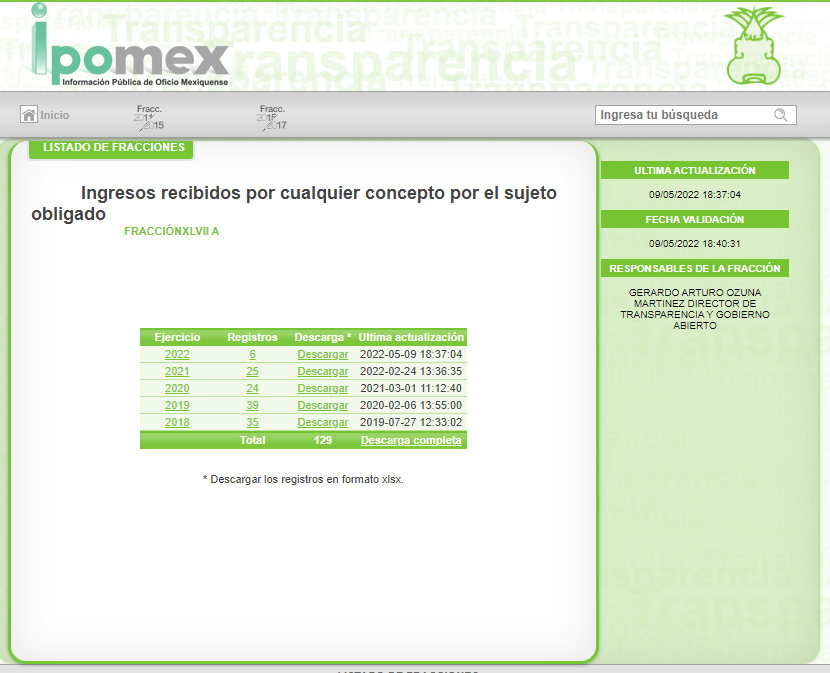 ipomex
Información Pública de Oficio Mexiquense
Inicio
Fracc.
2015
Fracc.
2017
Ingresa tu búsqueda
LISTADO DE FRACCIONES
Ingresos recibidos por cualquier concepto por el sujeto
obligado
FRACCIÓNXLVII A
Ejercicio Registros Descarga * Ultima actualización
2022 6 Descargar 2022-05-09 18:37:04
2021 25 Descargar 2022-02-24 13:36:35
2020 24 Descargar 2021-03-01 11:12:40
2019 39 Descargar 2020-02-06 13:55:00
2018 35 Descargar 2019-07-27 12:33:02
Total 129 Descarga completa
* Descargar los registros en formato xlsx.
ULTIMA ACTUALIZACIÓN
09/05/2022 18:37:04
FECHA VALIDACIÓN
09/05/2022 18:40:31
RESPONSABLES DE LA FRACCIÓN
GERARDO ARTURO OZUNA
MARTINEZ DIRECTOR DE
TRANSPARENCIA Y GOBIERNO
ABIERTO
LISTADO DE FRACCIONES